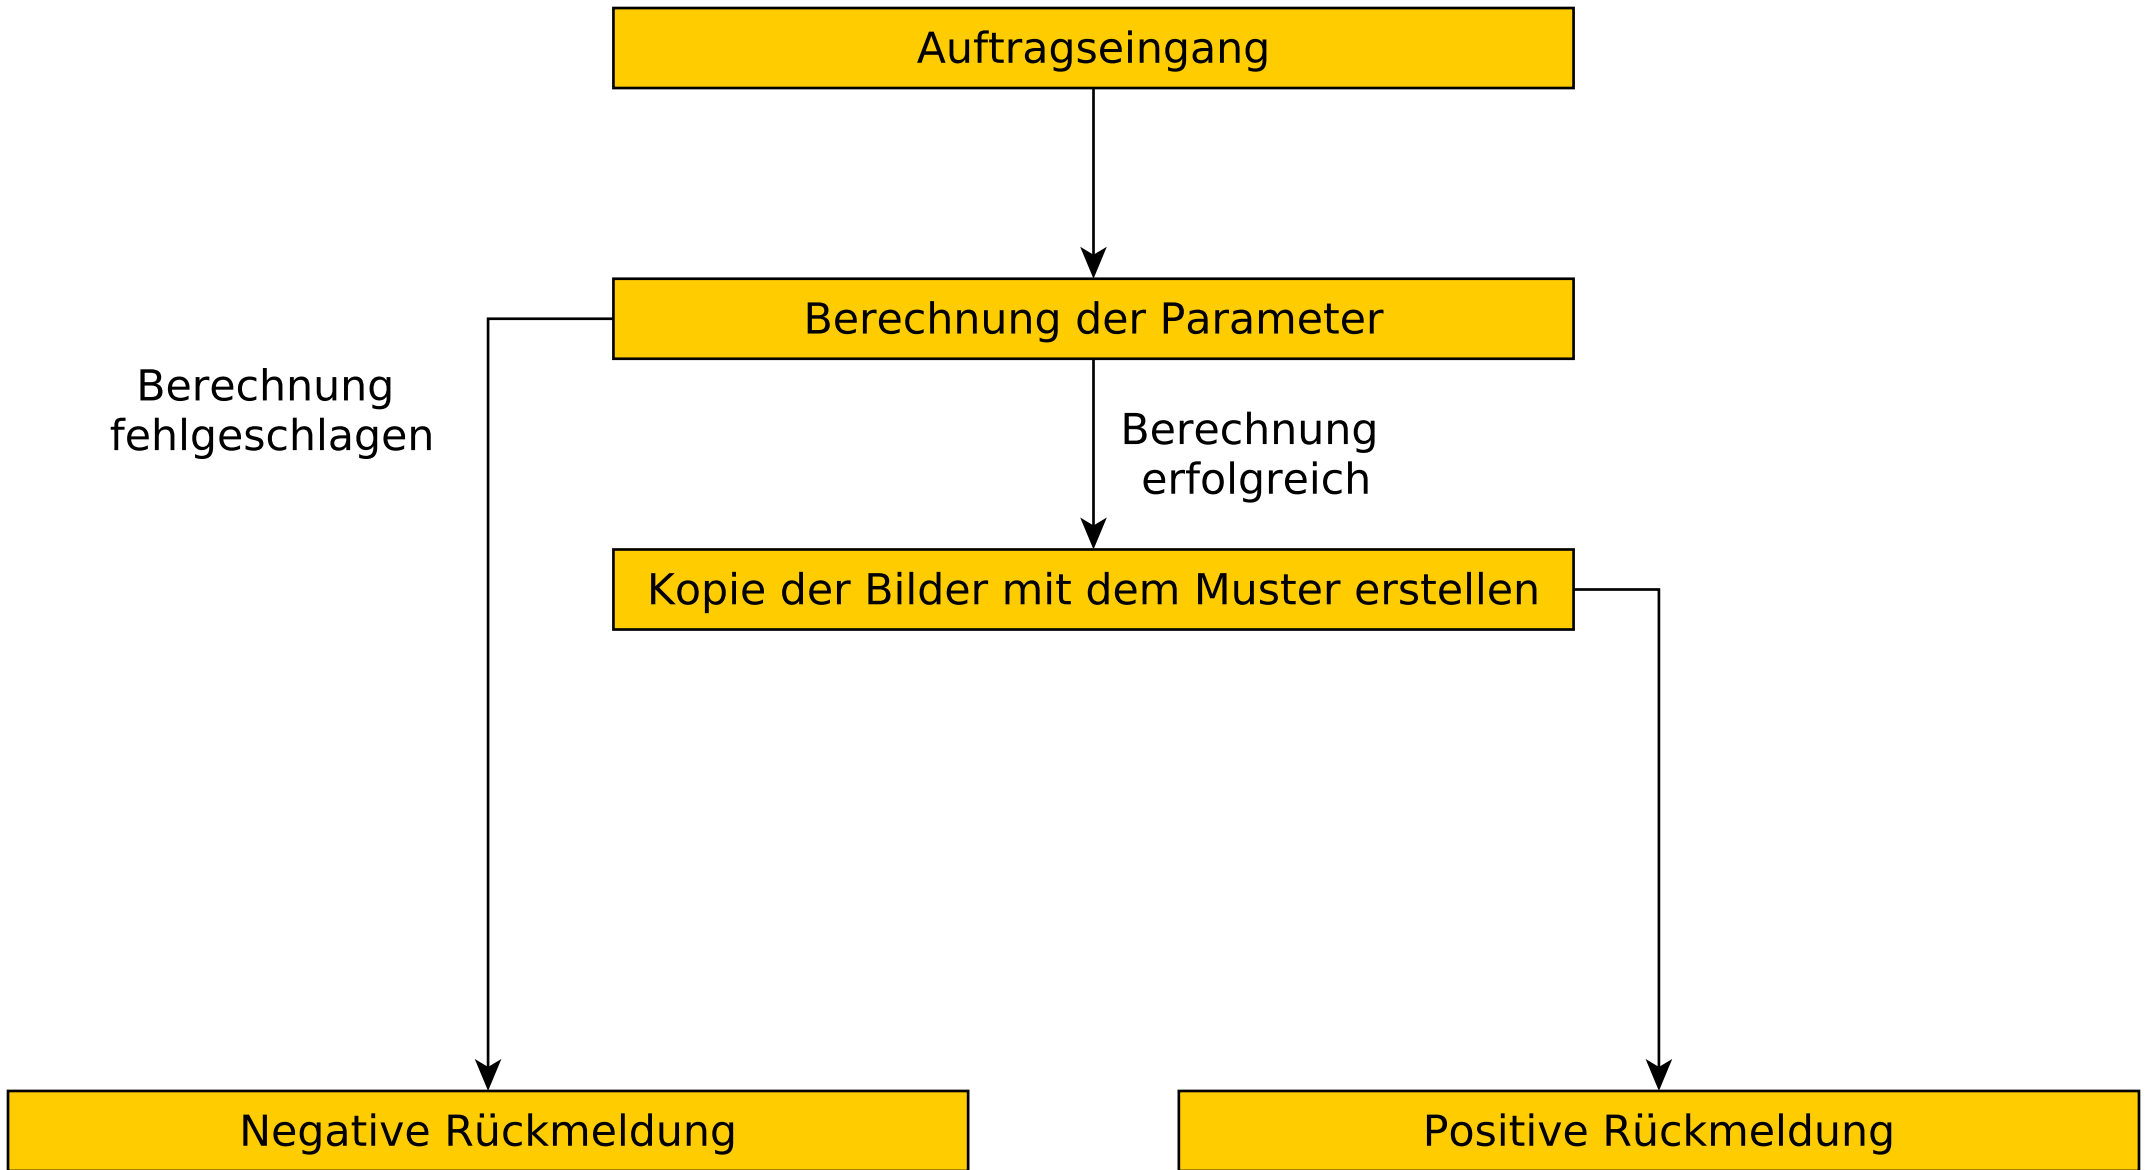 Auftragseingang
Berechnung der Parameter
Berechnung
fehlgeschlagen
Berechnung
erfolgreich
Kopie der Bilder mit dem Muster erstellen
Negative Rückmeldung
Positive Rückmeldung